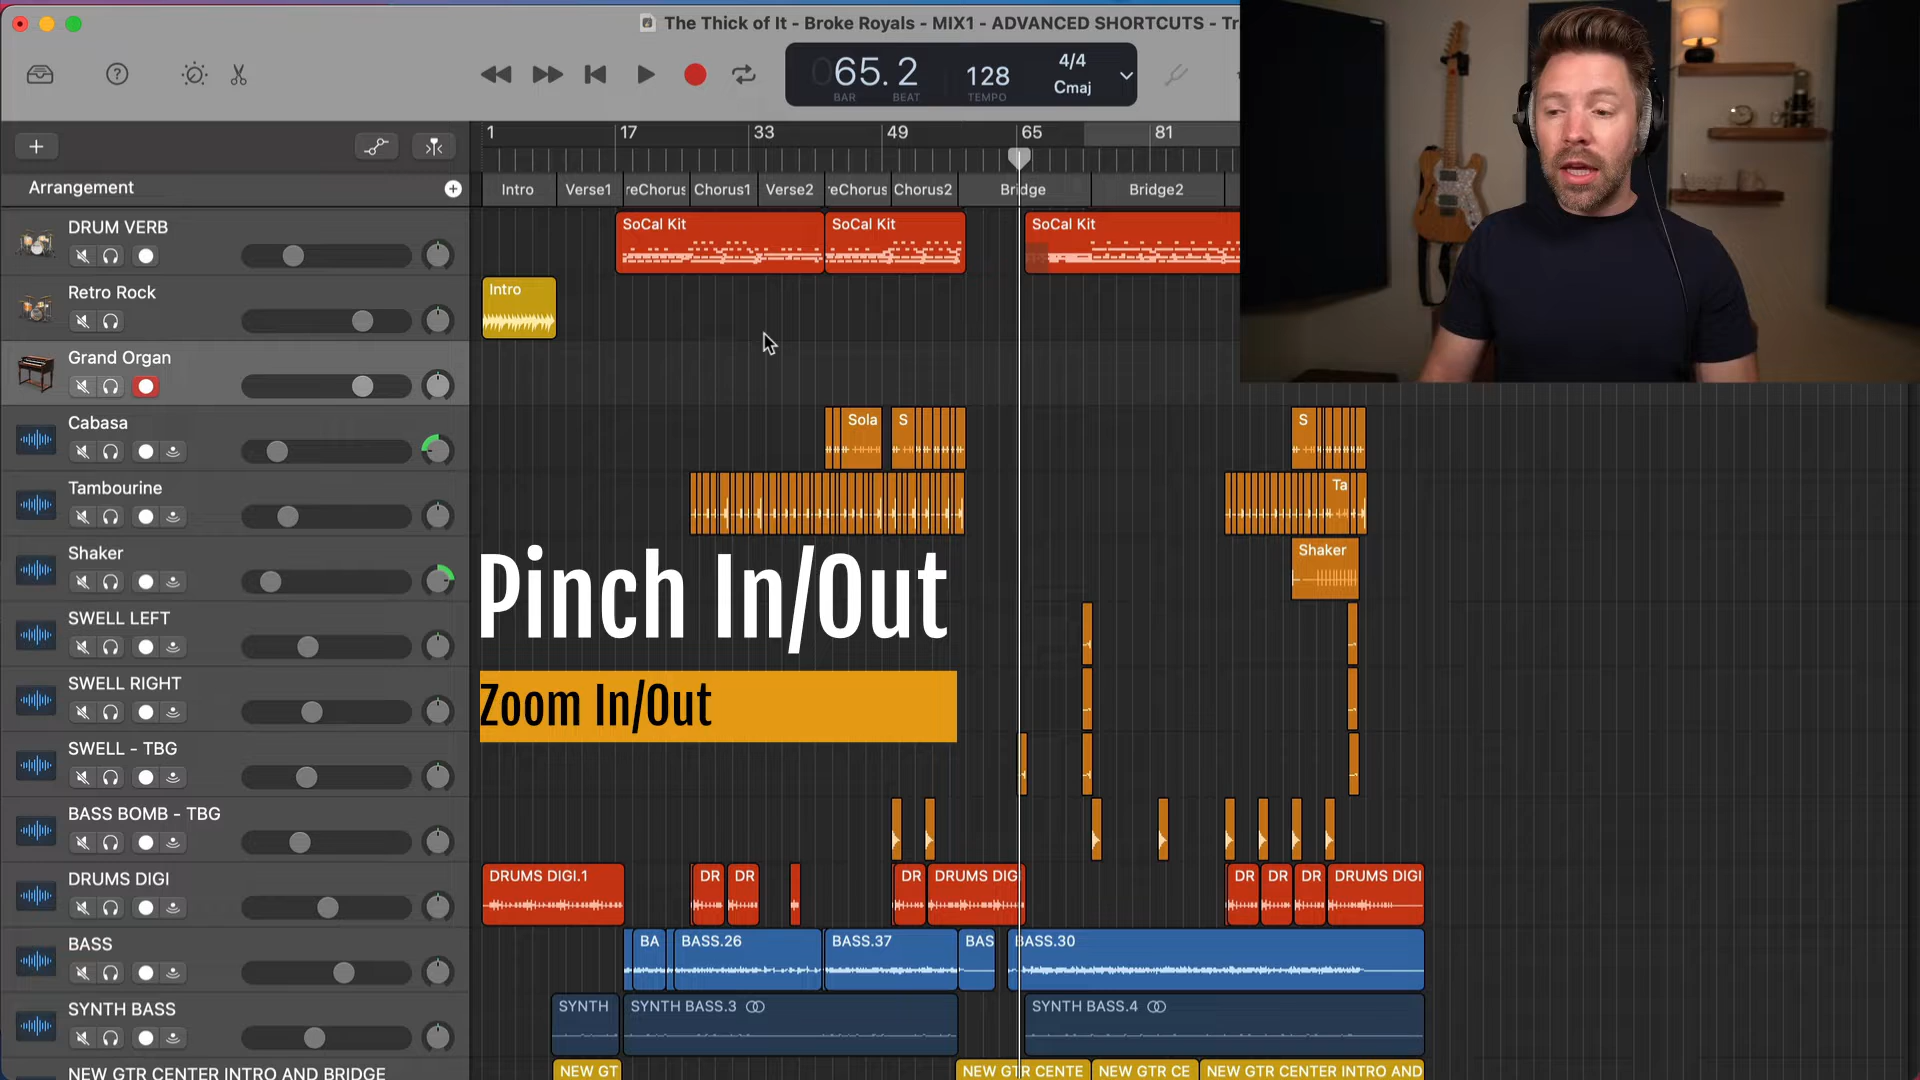 The Thick of It - Broke Royals - MIX1 - ADVANCED SHORTCUTS - Tr
065.2
BAR BEAT
128
TEMPO
4/4
Cmaj
1 17 33 49 65 81
Arrangement
Intro Verse1 reChorus Chorus1 Verse2 reChorus Chorus2 Bridge Bridge2
DRUM VERB
SoCal Kit SoCal Kit SoCal Kit
Retro Rock
Intro
Grand Organ
Cabasa
Sola S S
Tambourine
Ta
Shaker
Shaker
Pinch In/Out
SWELL LEFT
SWELL RIGHT
Zoom In/Out
SWELL - TBG
BASS BOMB - TBG
DRUMS DIGI
DRUMS DIGI.1 DR DR DR DRUMS DIG DR DR DR DRUMS DIGI
BASS
BA BASS.26 BASS.37 BAS BASS.30
SYNTH BASS
SYNTH SYNTH BASS.3 SYNTH BASS.4
NEW GTR CENTER INTRO AND BRIDGE
NEW GT NEW GTR CENTE NEW GTR CE NEW GTR CENTER INTRO AND